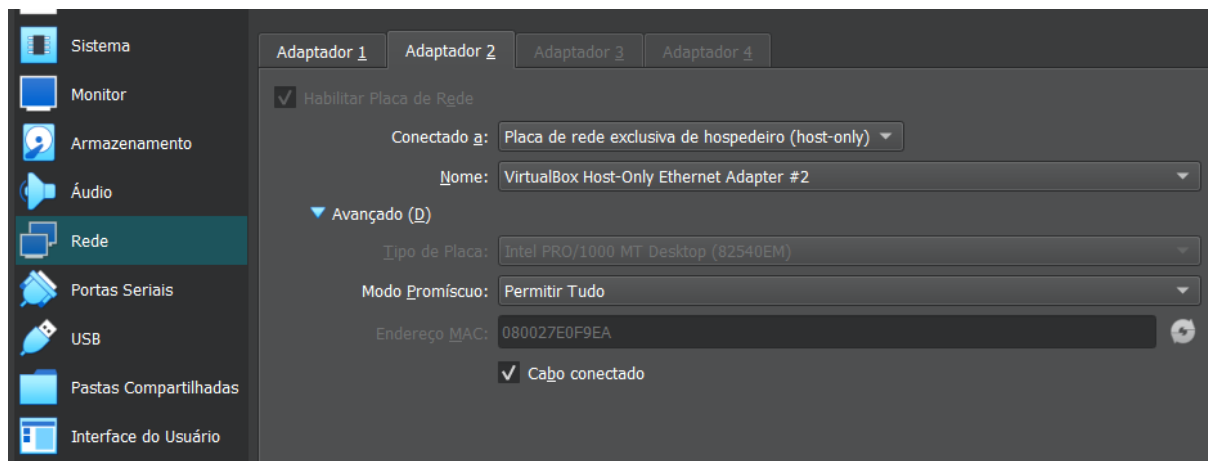 Sistema
Monitor
Armazenamento
Áudio
Rede
Portas Seriais
USB
Pastas Compartilhadas
Interface do Usuário
Adaptador 1 Adaptador 2 Adaptador 3 Adaptador 4
Habilitar Placa de Rede
Conectado a: Placa de rede exclusiva de hospedeiro (host-only)
Nome: VirtualBox Host-Only Ethernet Adapter #2
Avançado (D)
Tipo de Placa: Intel PRO/1000 MT Desktop (82540EM)
Modo Promíscuo: Permitir Tudo
Endereço MAC: 080027E0F9EA
Cabo conectado